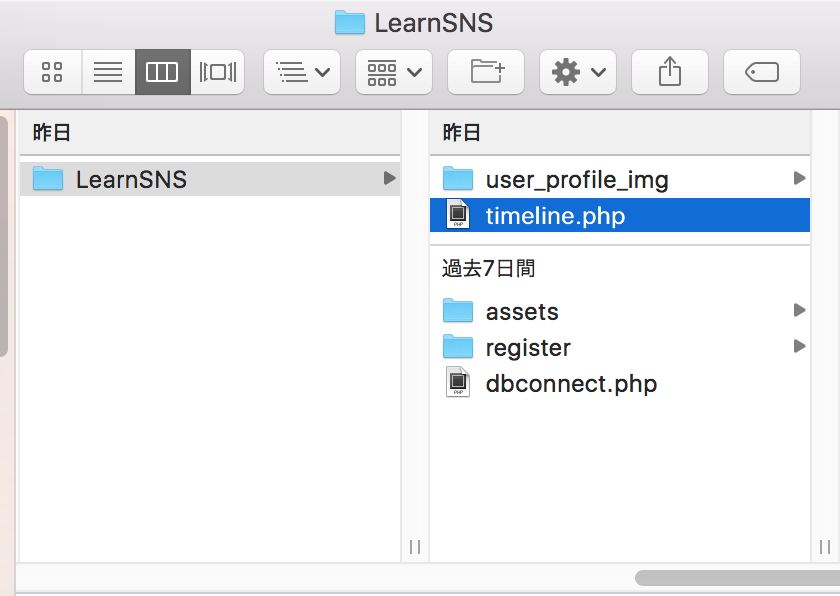 LearnSNS
昨日
LearnSNS
昨日
user_profile_img
timeline.php
過去7日間
assets
register
dbconnect.php